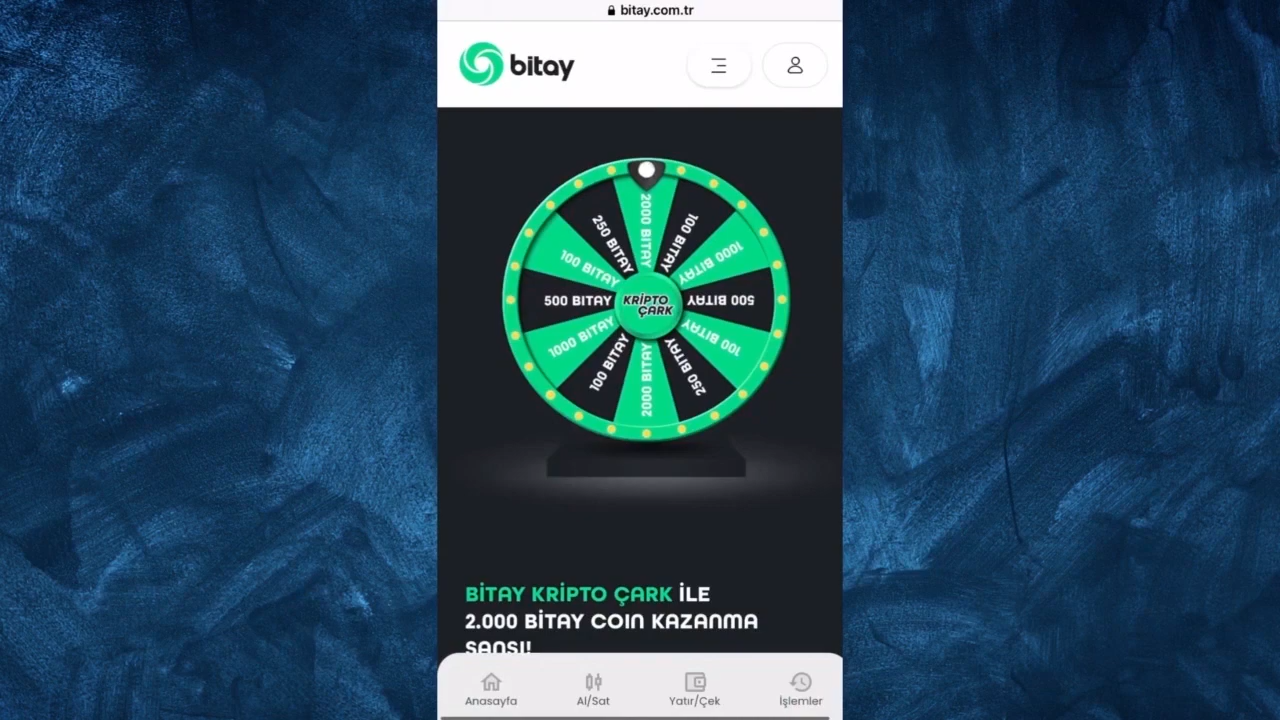 bitay.com.tr
bitay
2000 BITAY
100 BITAY
1000 BITAY
500 BITAY
100 BITAY
250 BITAY
2000 BITAY
100 BITAY
1000 BITAY
500 BITAY
100 BITAY
250 BITAY
KRİPTO
ÇARK
BİTAY KRİPTO ÇARK İLE
2.000 BİTAY COIN KAZANMA
ŞANSI!
Anasayfa
Al/Sat
Yatır/Çek
İşlemler